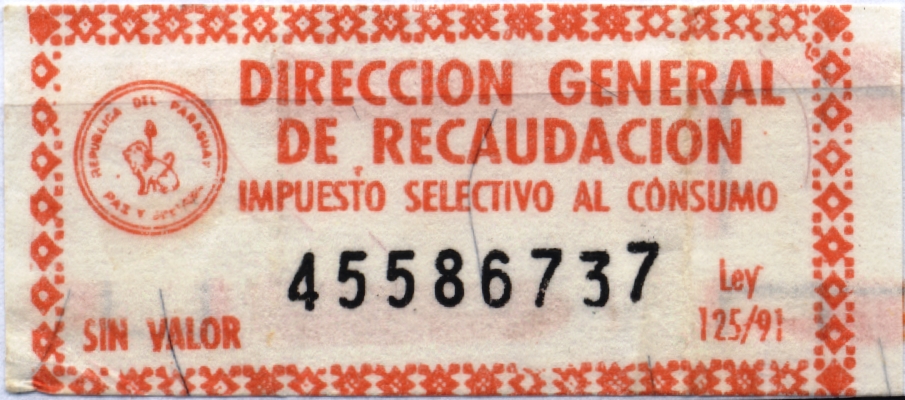 DIRECCION GENERAL
DE RECAUDACION
IMPUESTO SELECTIVO AL CONSUMO
REPUBLICA DEL PARAGUAY
PAZ Y
45586737
Ley
125/91
SIN VALOR